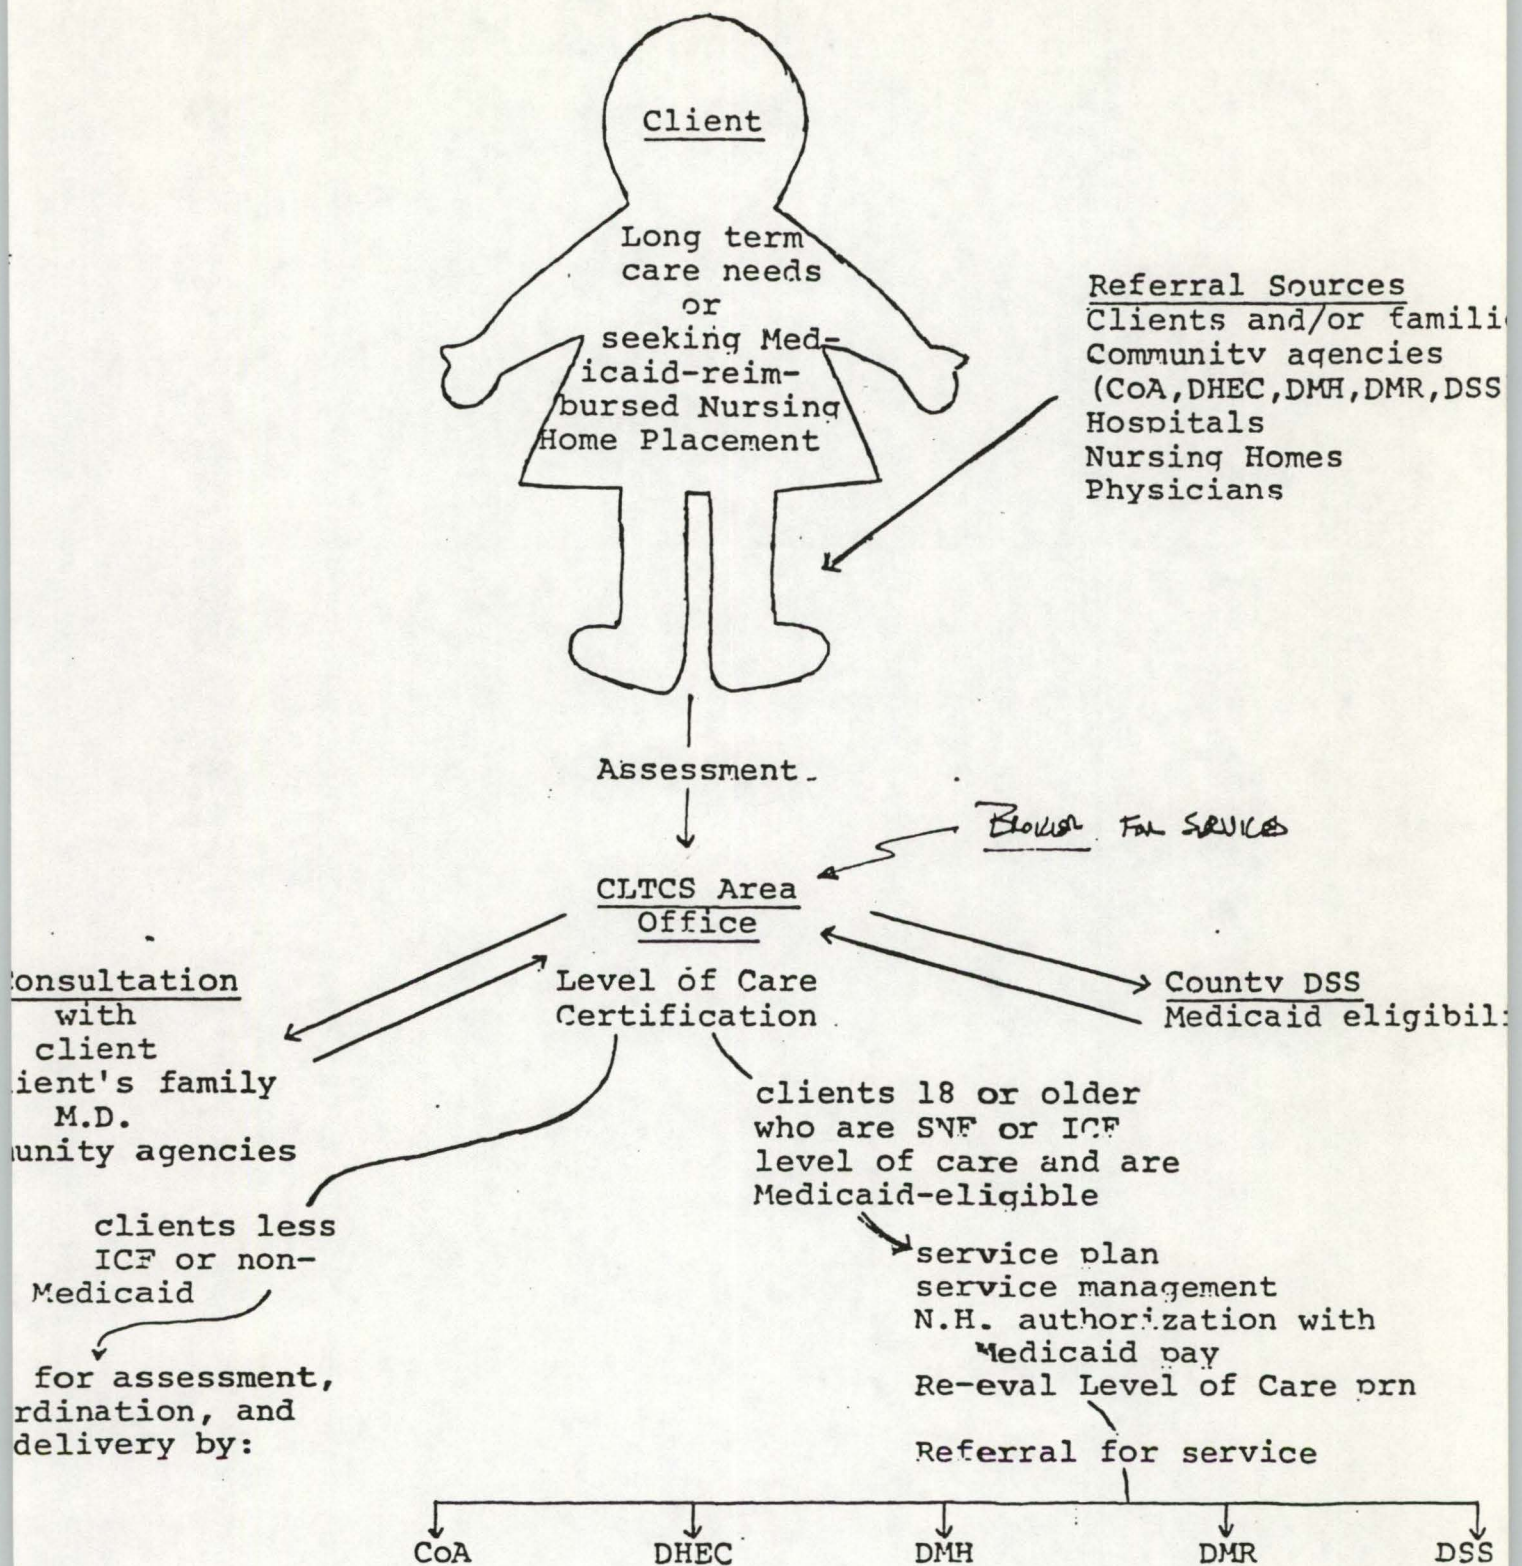 Client
Long term
care needs
or
seeking Med-
icaid-reim-
bursed Nursing
Home Placement
Referral Sources
Clients and/or famili
Community agencies
(CoA,DHEC,DMH,DMR,DSS
Hospitals
Nursing Homes
Physicians
Assessment
Broker For Services
CLTCS Area
Office
Level of Care
Certification
onsultation
with
client
ient's family
M.D.
unity agencies
County DSS
Medicaid eligibil
clients 18 or older
who are SNF or ICF
level of care and are
Medicaid-eligible
clients less
ICF or non-
Medicaid
service plan
service management
N.H. authorization with
Medicaid pay
Re-eval Level of Care prn
for assessment,
rdination, and
delivery by:
Referral for service
CoA DHEC DMH DMR DSS